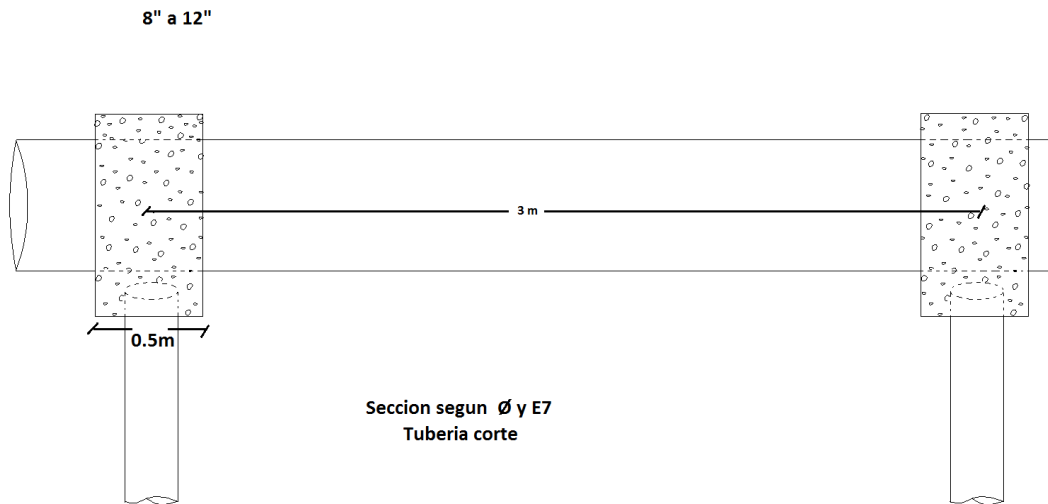 8" a 12"
3 m
0.5m
Seccion segun Ø y E7
Tuberia corte